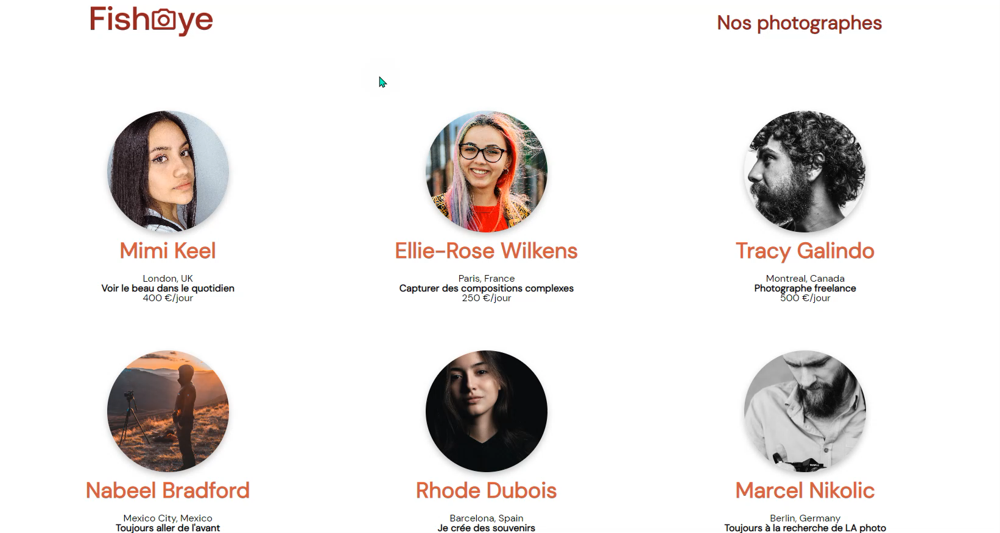 Fisheye
Nos photographes
Mimi Keel
London, UK
Voir le beau dans le quotidien
400 €/jour
Ellie-Rose Wilkens
Paris, France
Capturer des compositions complexes
250 €/jour
Tracy Galindo
Montreal, Canada
Photographe freelance
500 €/jour
Nabeel Bradford
Mexico City, Mexico
Toujours aller de l'avant
Rhode Dubois
Barcelona, Spain
Je crée des souvenirs
Marcel Nikolic
Berlin, Germany
Toujours à la recherche de LA photo